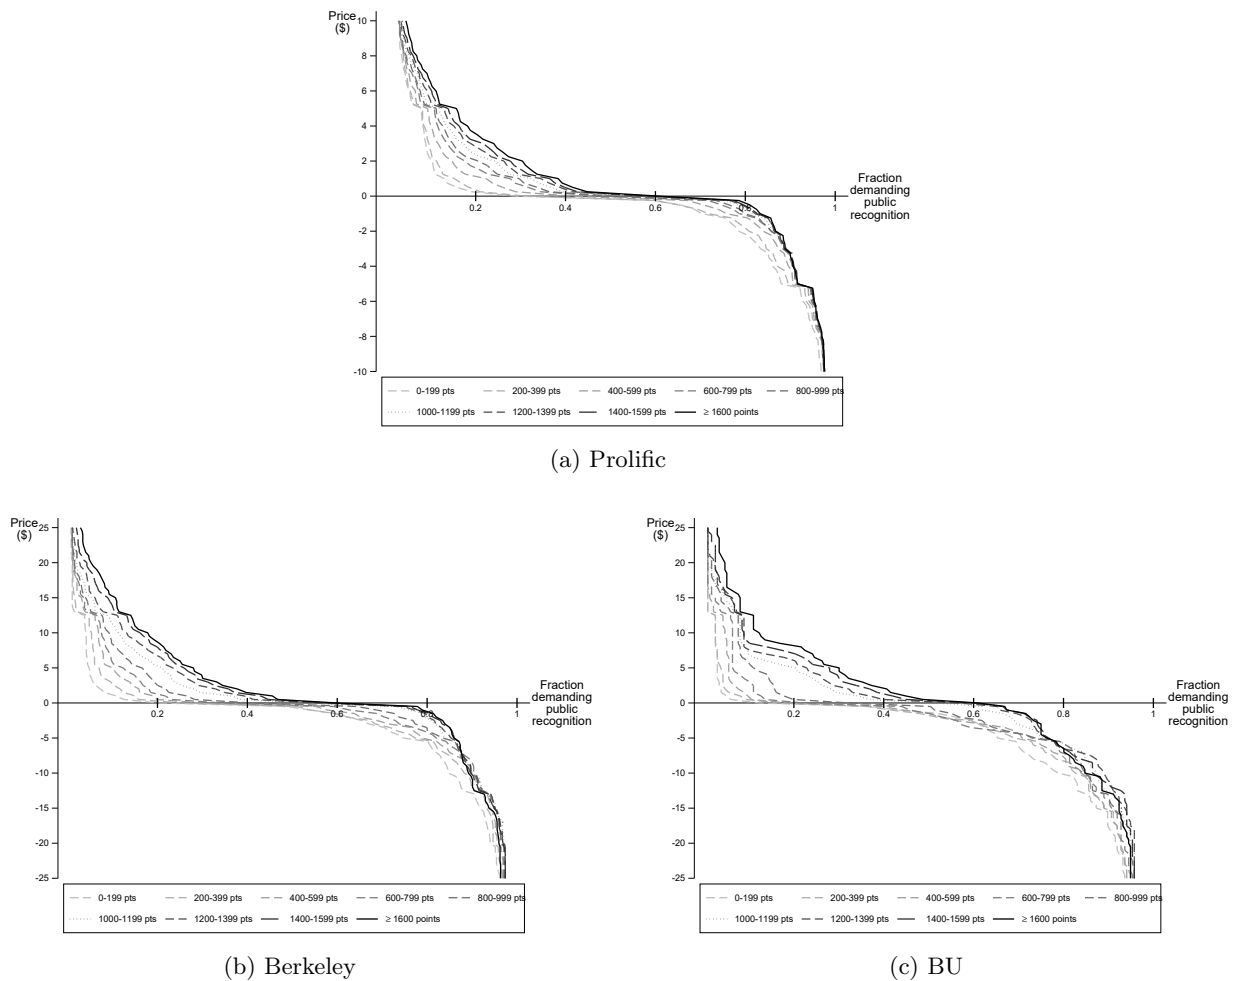 Price
($)
10
8
6
4
2
0
-2
-4
-6
-8
-10
0.2
0.4
0.6
0.8
1
Fraction
demanding
public
recognition
0-199 pts
200-399 pts
400-599 pts
600-799 pts
800-999 pts
1000-1199 pts
1200-1399 pts
1400-1599 pts
≥ 1600 points
(a) Prolific
Price
($)
25
20
15
10
5
0
-5
-10
-15
-20
-25
0.2
0.4
0.6
0.8
1
Fraction
demanding
public
recognition
0-199 pts
200-399 pts
400-599 pts
600-799 pts
800-999 pts
1000-1199 pts
1200-1399 pts
1400-1599 pts
≥ 1600 points
(b) Berkeley
Price
($)
25
20
15
10
5
0
-5
-10
-15
-20
-25
0.2
0.4
0.6
0.8
1
Fraction
demanding
public
recognition
0-199 pts
200-399 pts
400-599 pts
600-799 pts
800-999 pts
1000-1199 pts
1200-1399 pts
1400-1599 pts
≥ 1600 points
(c) BU